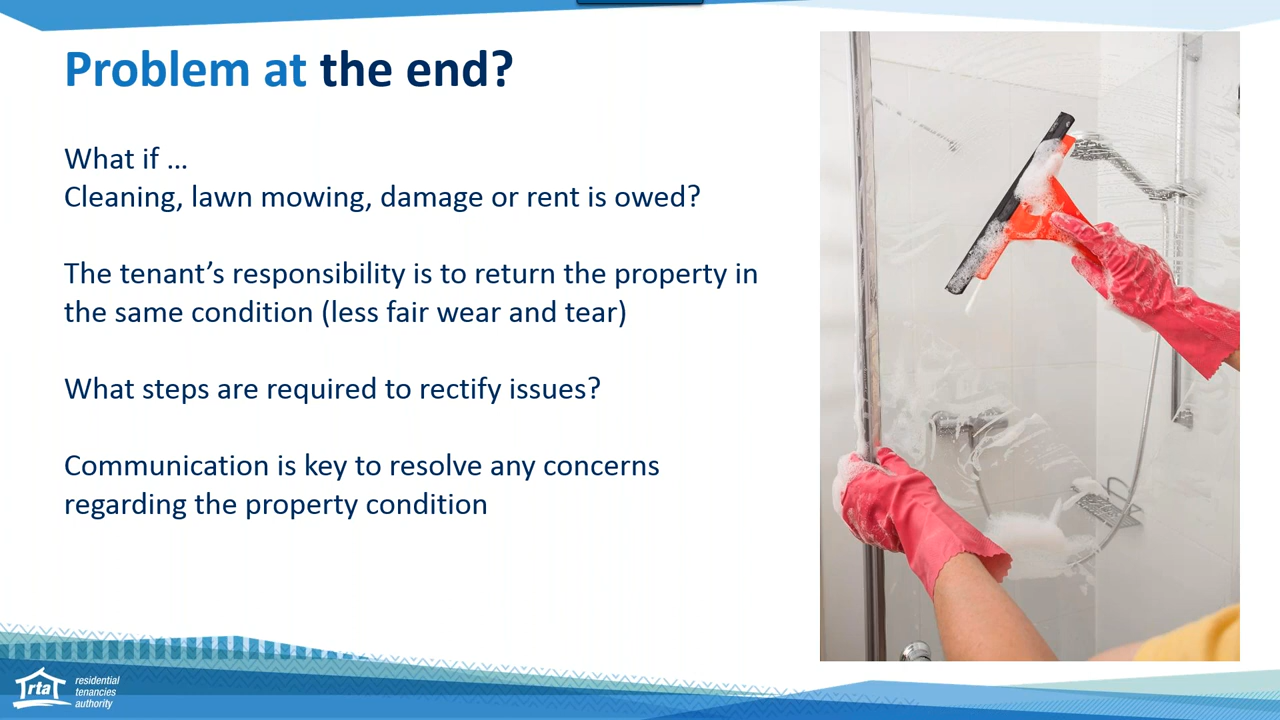 Problem at the end?
What if ...
Cleaning, lawn mowing, damage or rent is owed?
The tenant’s responsibility is to return the property in
the same condition (less fair wear and tear)
What steps are required to rectify issues?
Communication is key to resolve any concerns
regarding the property condition
rta
residential
tenancies
authority